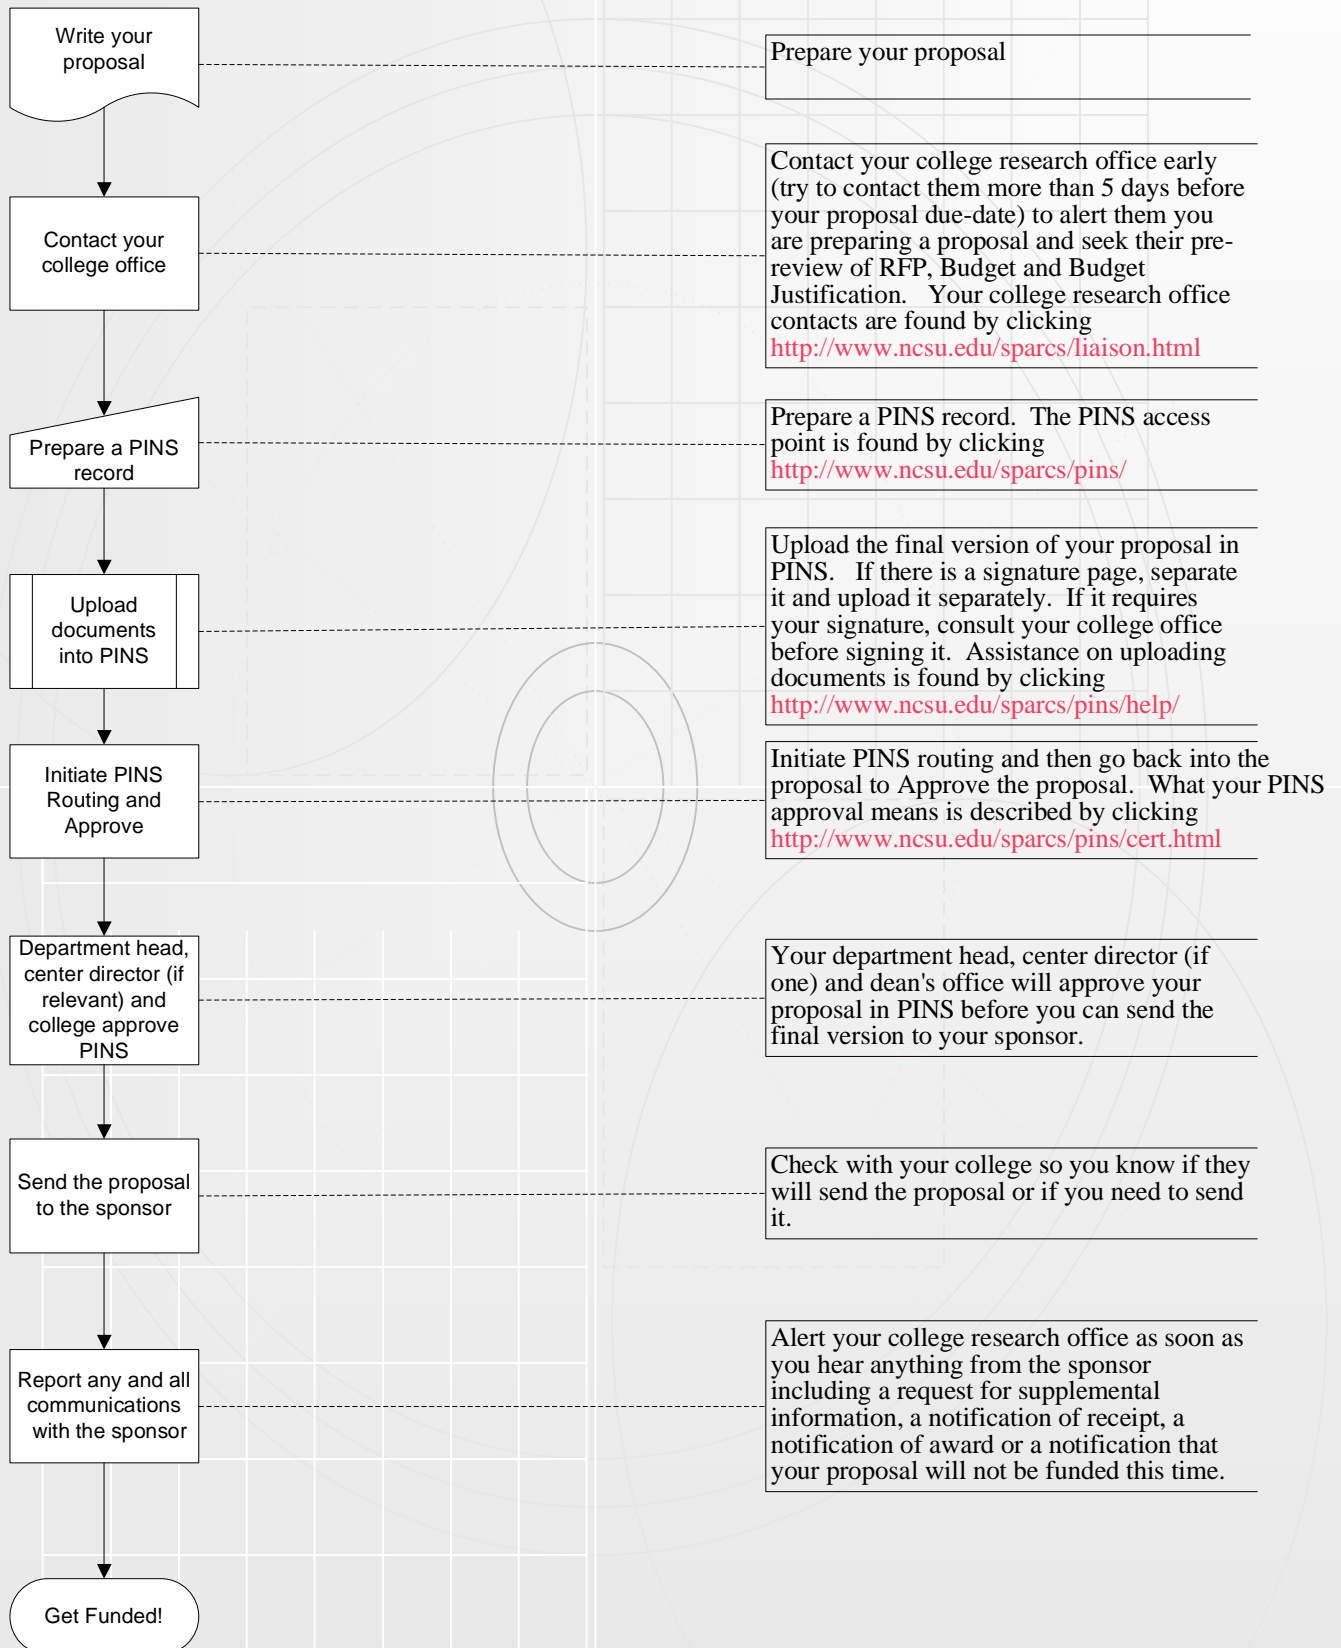 Write your
proposal
Prepare your proposal
Contact your
college office
Contact your college research office early
(try to contact them more than 5 days before
your proposal due-date) to alert them you
are preparing a proposal and seek their pre-
review of RFP, Budget and Budget
Justification.   Your college research office
contacts are found by clicking
http://www.ncsu.edu/sparcs/liaison.html
Prepare a PINS
record
Prepare a PINS record.  The PINS access
point is found by clicking
http://www.ncsu.edu/sparcs/pins/
Upload
documents
into PINS
Upload the final version of your proposal in
PINS.   If there is a signature page, separate
it and upload it separately.  If it requires
your signature, consult your college office
before signing it.  Assistance on uploading
documents is found by clicking
http://www.ncsu.edu/sparcs/pins/help/
Initiate PINS
Routing and
Approve
Initiate PINS routing and then go back into the
proposal to Approve the proposal.  What your PINS
approval means is described by clicking
http://www.ncsu.edu/sparcs/pins/cert.html
Department head,
center director (if
relevant) and
college approve
PINS
Your department head, center director (if
one) and dean's office will approve your
proposal in PINS before you can send the
final version to your sponsor.
Send the proposal
to the sponsor
Check with your college so you know if they
will send the proposal or if you need to send
it.
Report any and all
communications
with the sponsor
Alert your college research office as soon as
you hear anything from the sponsor
including a request for supplemental
information, a notification of receipt, a
notification of award or a notification that
your proposal will not be funded this time.
Get Funded!